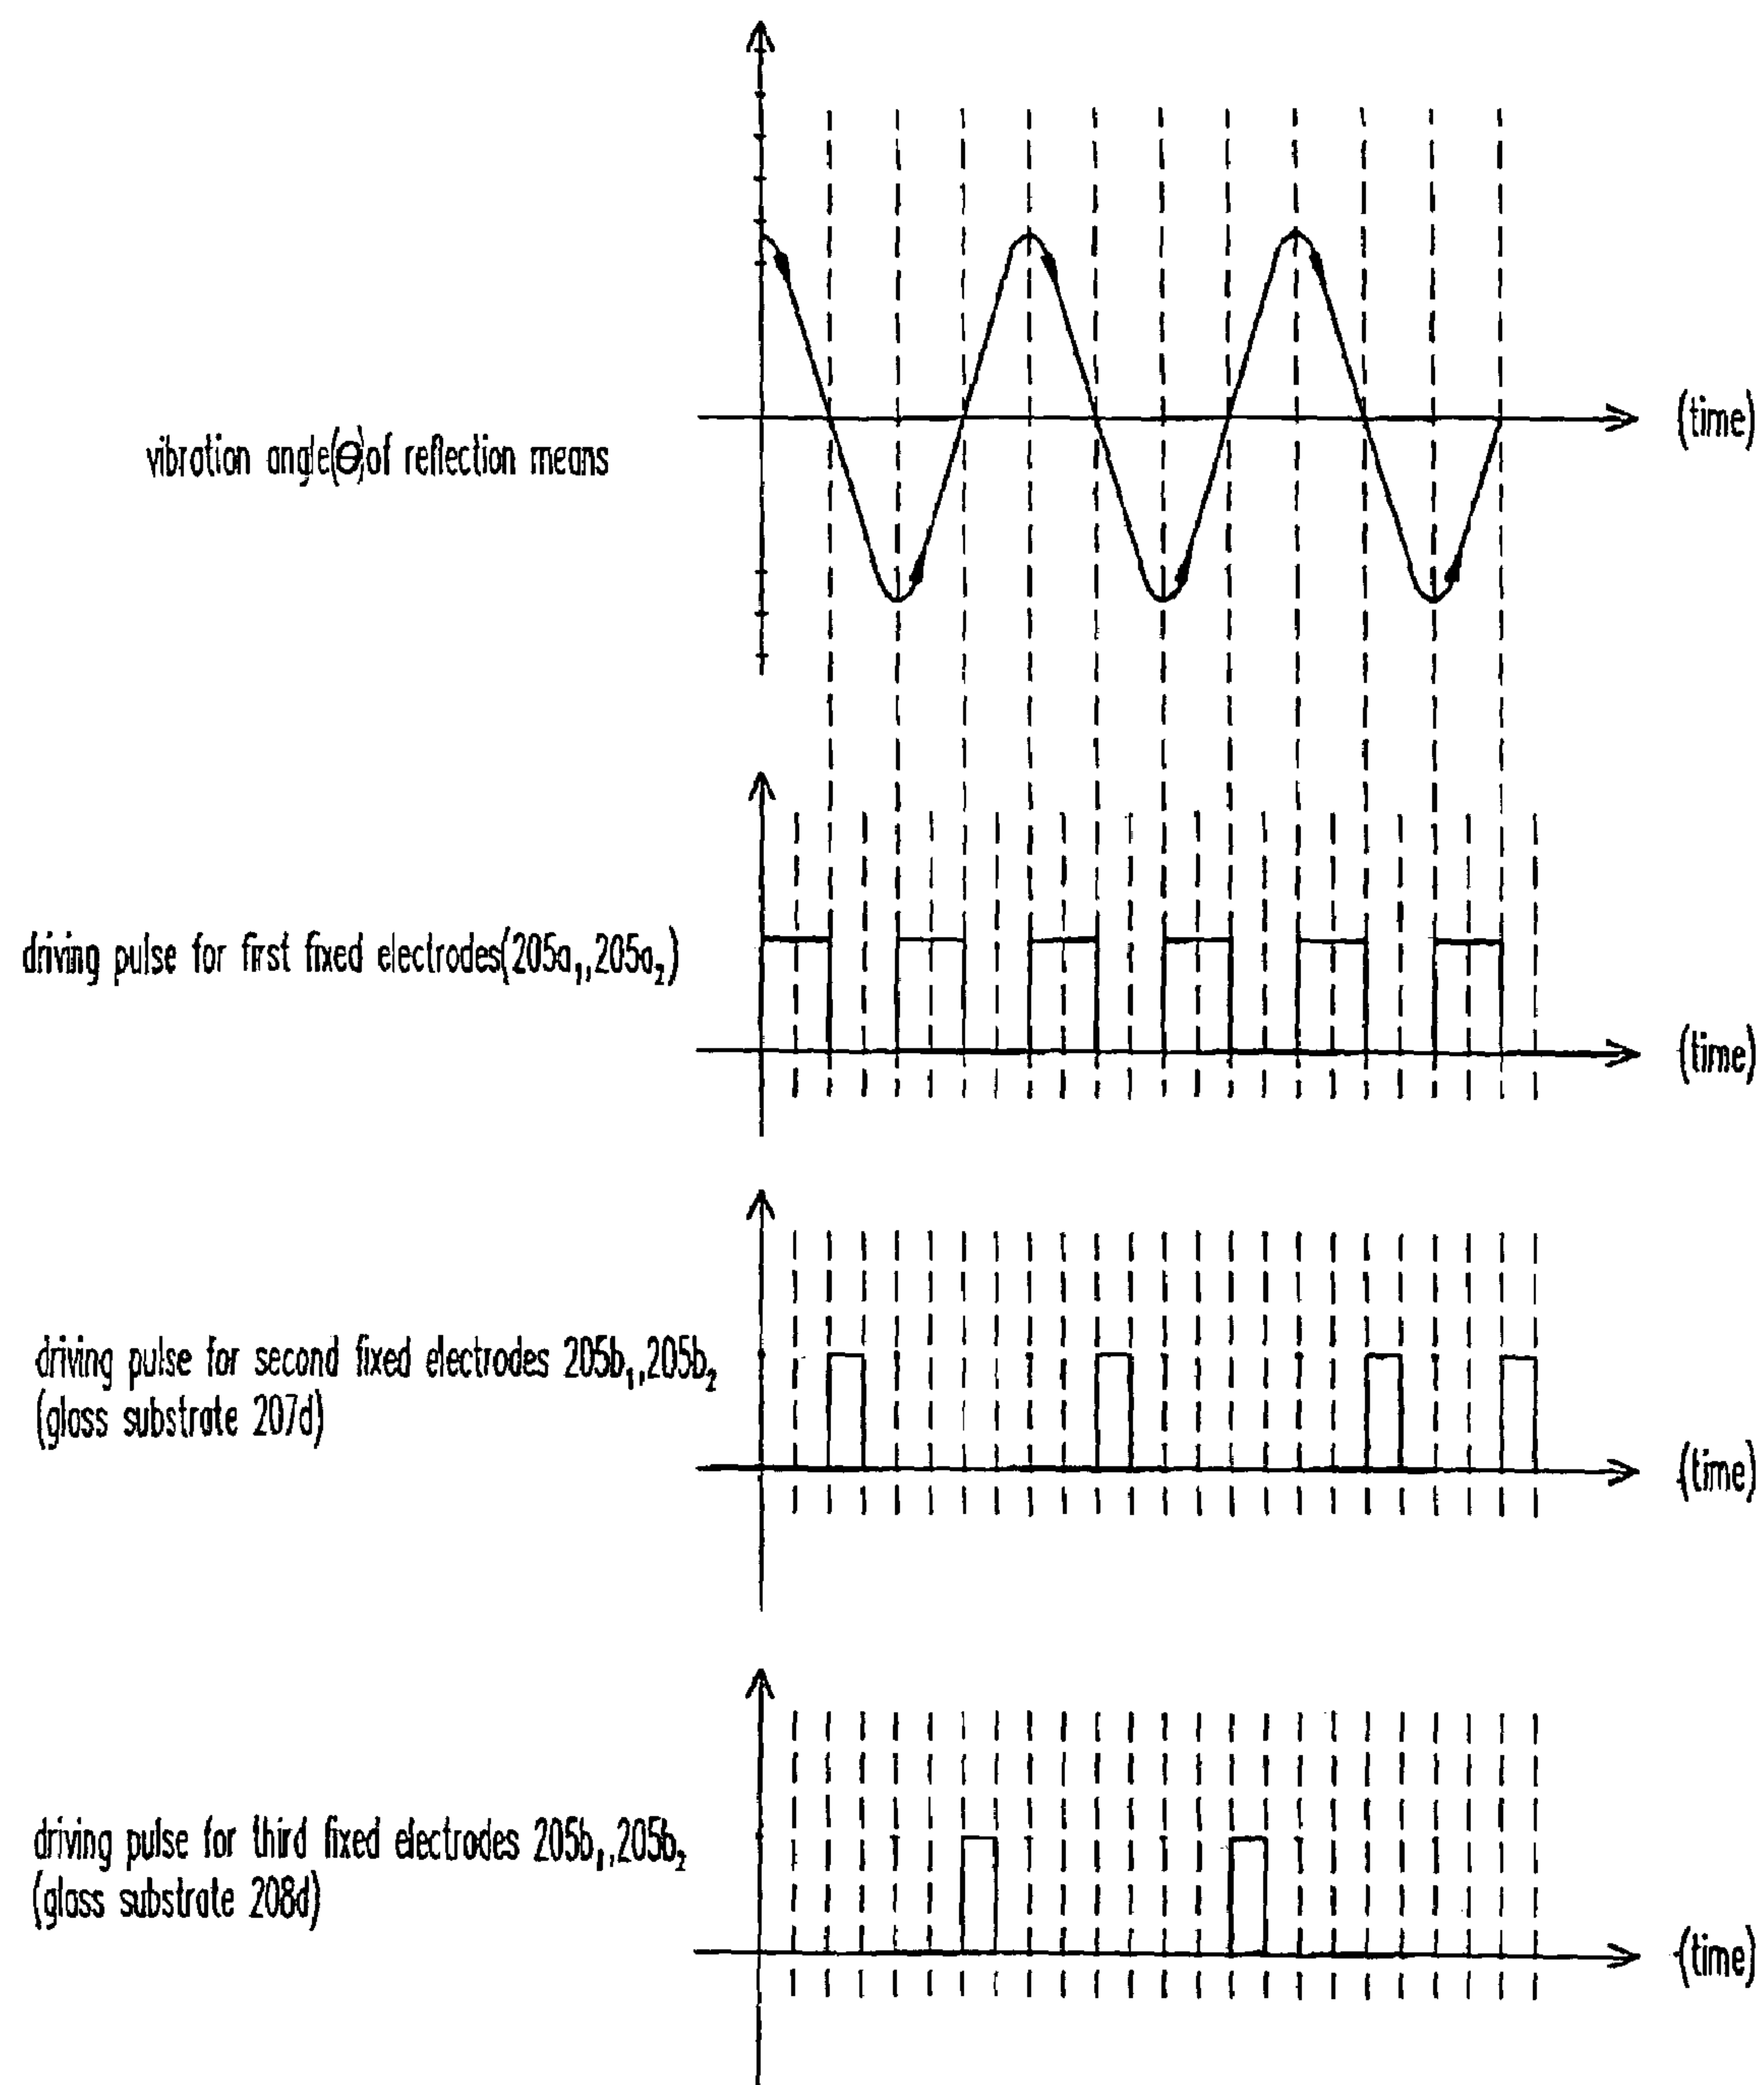 (time)
vibration angle(Θ)of reflection means
driving pulse for first fixed electrodes(205a₁,205a₂)
(time)
driving pulse for second fixed electrodes 205b₁,205b₂
(glass substrate 207d)
(time)
driving pulse for third fixed electrodes 205b₁,205b₂
(glass substrate 208d)
(time)